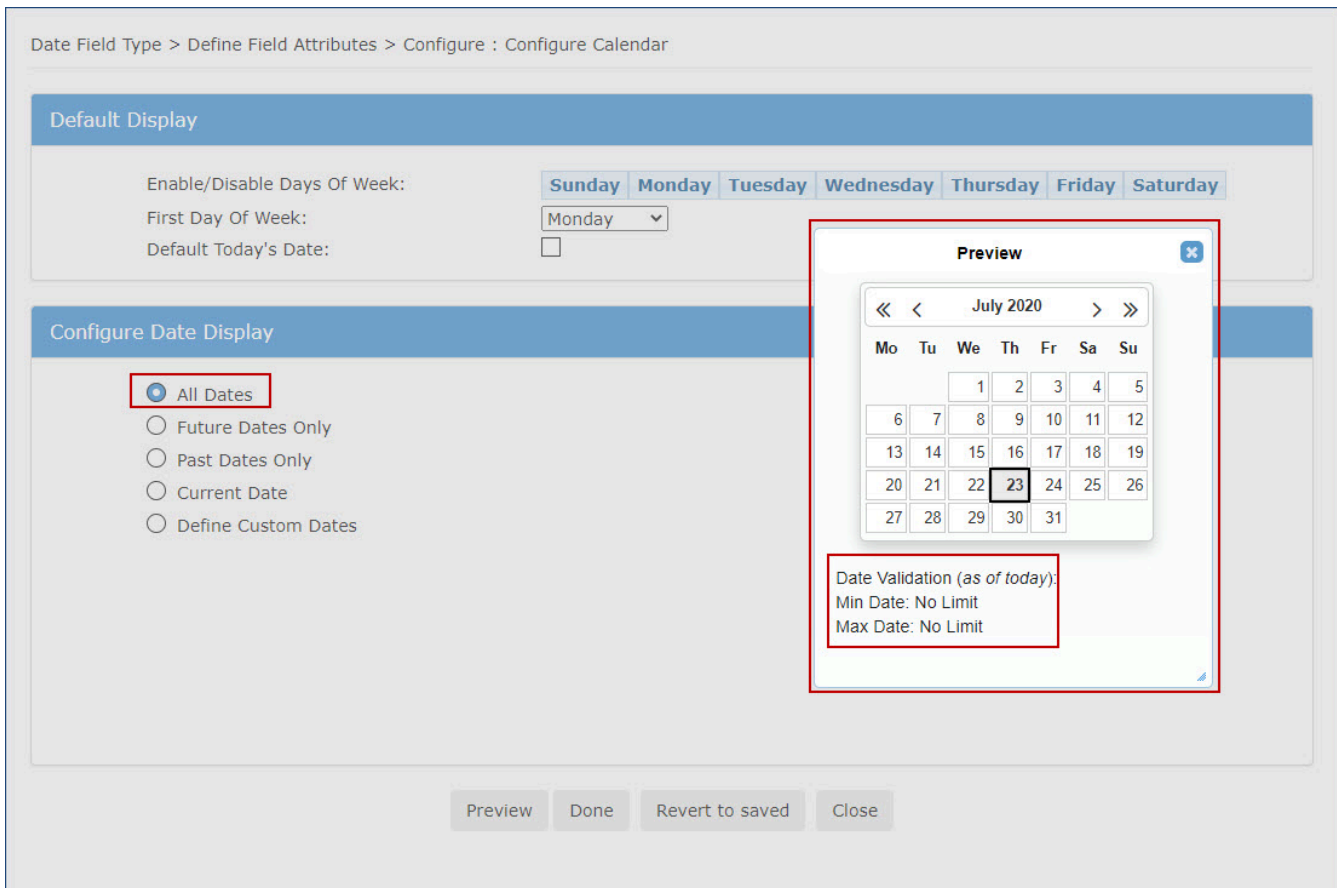 Date Field Type > Define Field Attributes > Configure : Configure Calendar
Default Display
Enable/Disable Days Of Week: Sunday Monday Tuesday Wednesday Thursday Friday Saturday
First Day Of Week: Monday
Default Today's Date:
Configure Date Display
All Dates
Future Dates Only
Past Dates Only
Current Date
Define Custom Dates
Preview
« < July 2020 > »
Mo Tu We Th Fr Sa Su
1 2 3 4 5
6 7 8 9 10 11 12
13 14 15 16 17 18 19
20 21 22 23 24 25 26
27 28 29 30 31
Date Validation (as of today):
Min Date: No Limit
Max Date: No Limit
Preview Done Revert to saved Close